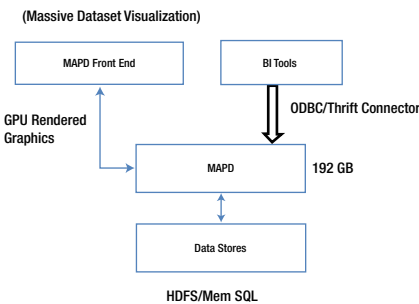 (Massive Dataset Visualization)
MAPD Front End
BI Tools
ODBC/Thrift Connector
GPU Rendered
Graphics
MAPD
192 GB
Data Stores
HDFS/Mem SQL